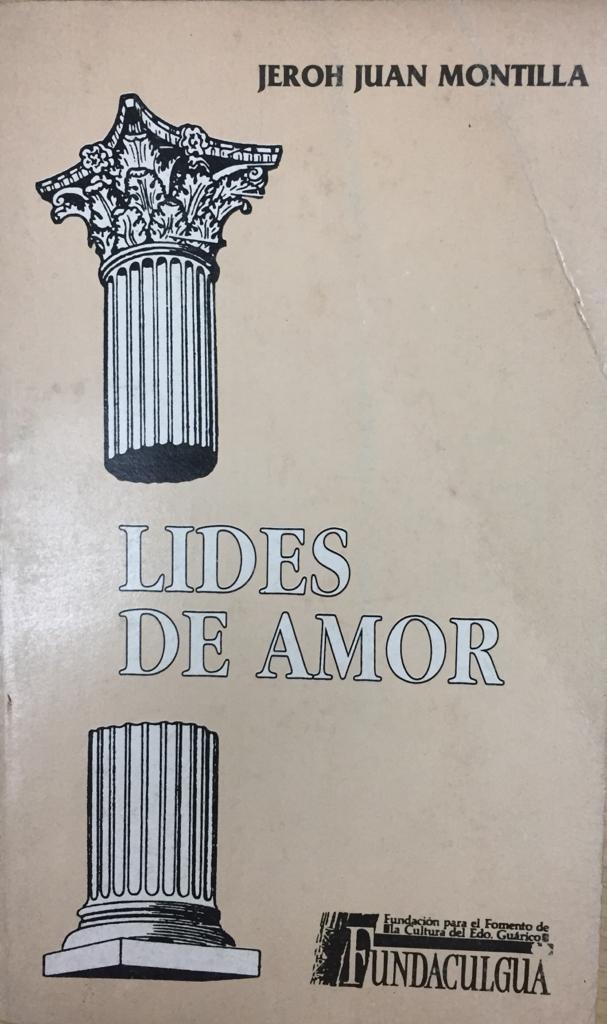 JEROH JUAN MONTILLA
LIDES
DE AMOR
Fundación para el Fomento de
la Cultura del Edo. Guárico
FUNDACULGUA